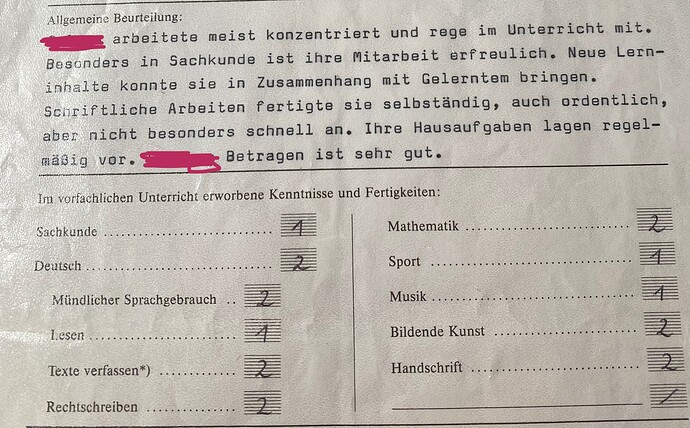 Allgemeine Beurteilung:
arbeitete meist konzentriert und rege im Unterricht mit.
Besonders in Sachkunde ist ihre Mitarbeit erfreulich. Neue Lern-
inhalte konnte sie in Zusammenhang mit Gelerntem bringen.
Schriftliche Arbeiten fertigte sie selbständig, auch ordentlich,
aber nicht besonders schnell an. Ihre Hausaufgaben lagen regel-
mäßig vor. Betragen ist sehr gut.
Im vorfachlichen Unterricht erworbene Kenntnisse und Fertigkeiten:
Sachkunde 1
Deutsch 2
Mündlicher Sprachgebrauch 2
Lesen 1
Texte verfassen*) 2
Rechtschreiben 2
Mathematik 2
Sport 1
Musik 1
Bildende Kunst 2
Handschrift 2
/